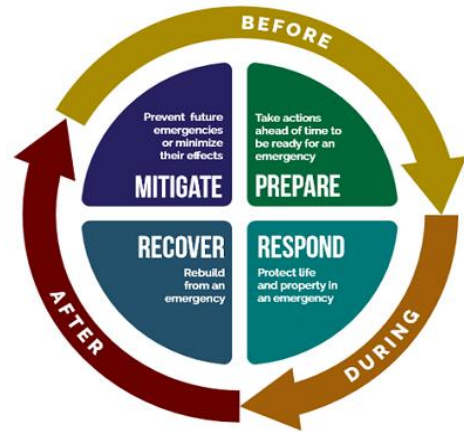 BEFORE
Prevent future
emergencies
or minimize
their effects
MITIGATE
Take actions
ahead of time to
be ready for an
emergency
PREPARE
RECOVER
Rebuild
from an
emergency
RESPOND
Protect life
and property in
an emergency
AFTER
DURING